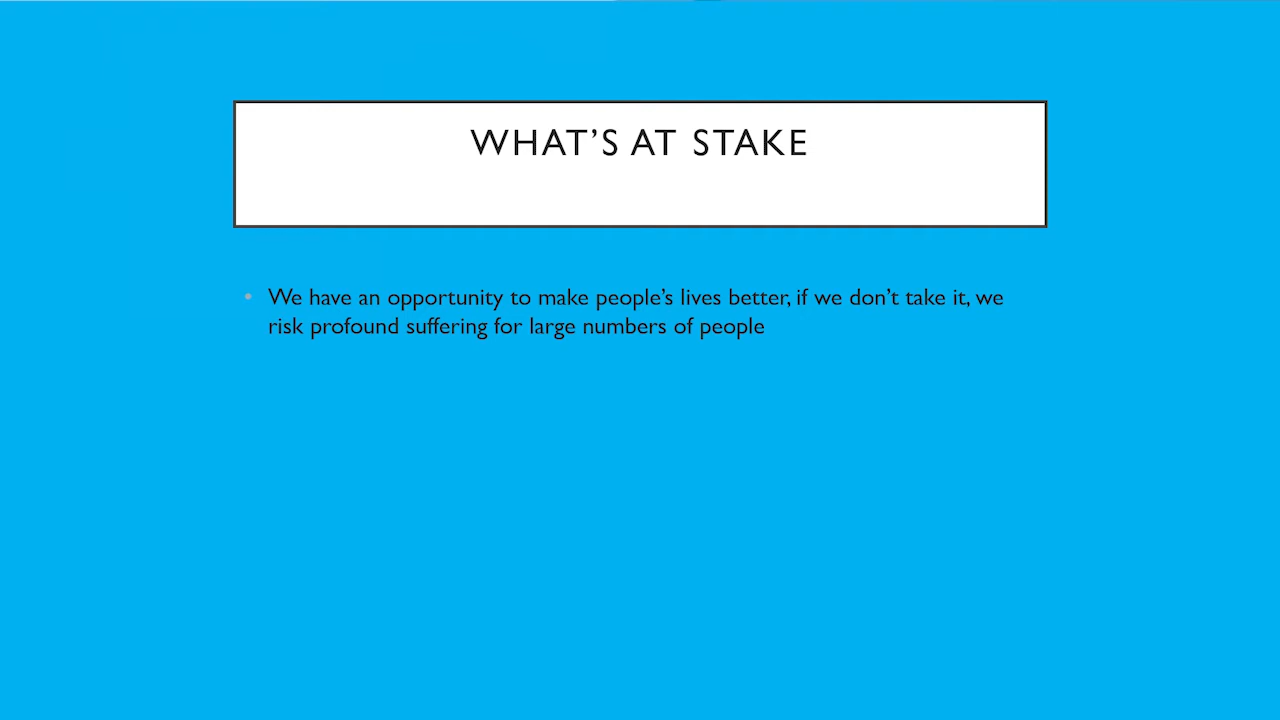 WHAT’S AT STAKE
• We have an opportunity to make people’s lives better, if we don’t take it, we
risk profound suffering for large numbers of people